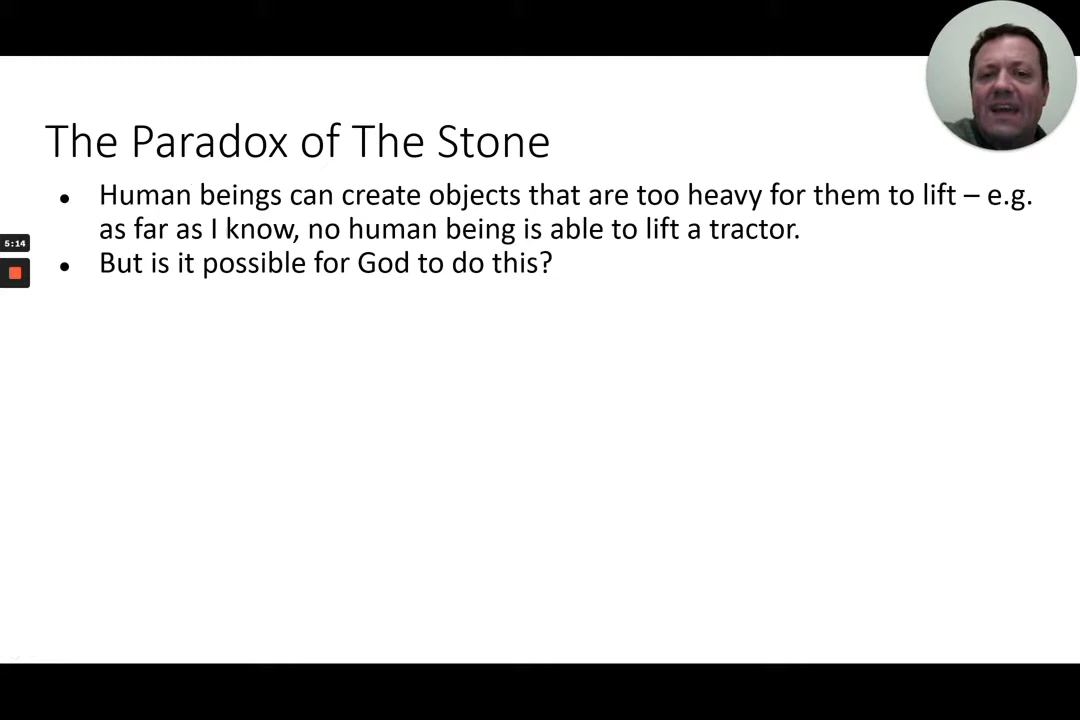 The Paradox of The Stone
• Human beings can create objects that are too heavy for them to lift – e.g.
as far as I know, no human being is able to lift a tractor.
• But is it possible for God to do this?
5:14